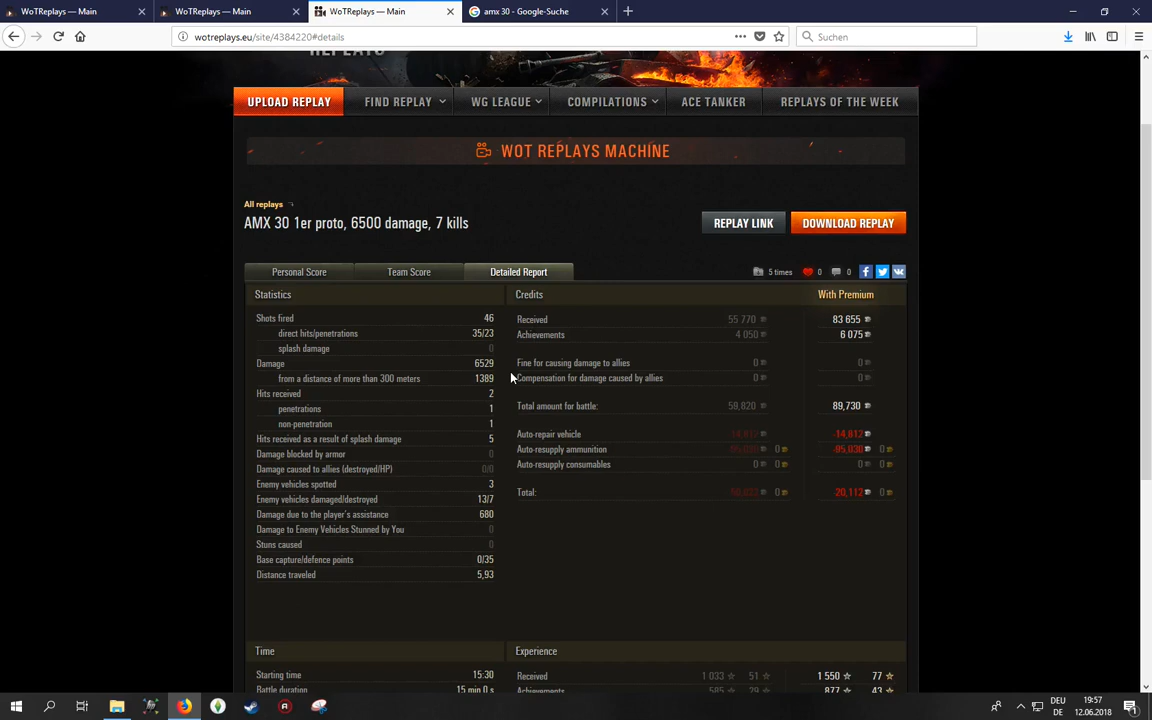 WoTReplays — Main
WoTReplays — Main
WoTReplays — Main
amx 30 - Google-Suche
wotreplays.eu/site/4384220#details
Suchen
UPLOAD REPLAY
FIND REPLAY
WG LEAGUE
COMPILATIONS
ACE TANKER
REPLAYS OF THE WEEK
WOT REPLAYS MACHINE
All replays
AMX 30 1er proto, 6500 damage, 7 kills
REPLAY LINK
DOWNLOAD REPLAY
Personal Score
Team Score
Detailed Report
5 times
0
0
Statistics
Credits
With Premium
Shots fired 46
direct hits/penetrations 35/23
splash damage 0
Damage 6529
from a distance of more than 300 meters 1389
Hits received 2
penetrations 1
non-penetration 1
Hits received as a result of splash damage 5
Damage blocked by armor 0
Damage caused to allies (destroyed/HP) 0/0
Enemy vehicles spotted 3
Enemy vehicles damaged/destroyed 13/7
Damage due to the player's assistance 680
Damage to Enemy Vehicles Stunned by You 0
Stuns caused 0
Base capture/defence points 0/35
Distance traveled 5,93
Received 55 770 83 655
Achievements 4 050 6 075
Fine for causing damage to allies 0 0
Compensation for damage caused by allies 0 0
Total amount for battle: 59,820 89,730
Auto-repair vehicle -14,812 -14,812
Auto-resupply ammunition 0 -95,030 0
Auto-resupply consumables 0 0 0 0
Total: 0 -20,112 0
Time
Experience
Starting time 15:30
Battle duration 15 min 0 s
Received 1 033 51 1 550 77
Achievements 585 29 877 43
DEU
DE
19:57
12.06.2018